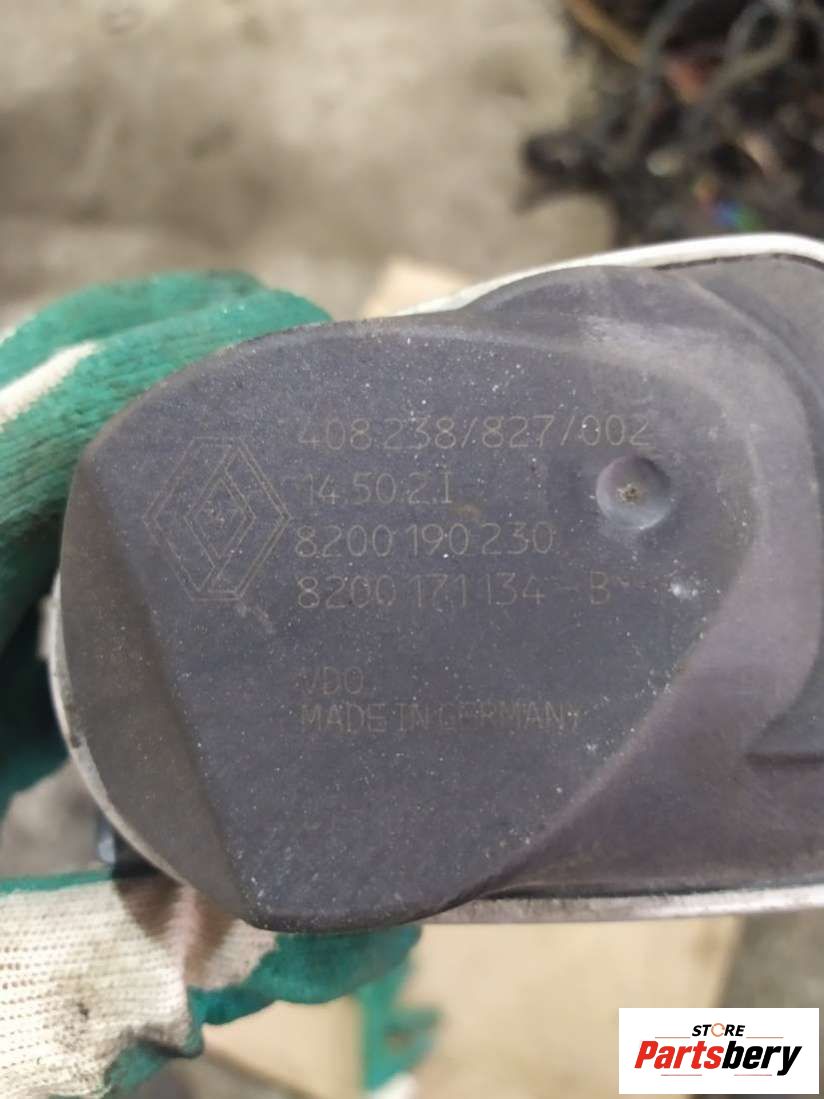 408.238/827/002
14.50.2 I
8200 190 230
8200 171 134 - B
VDO
MADE IN GERMANY
STORE
Partsbery